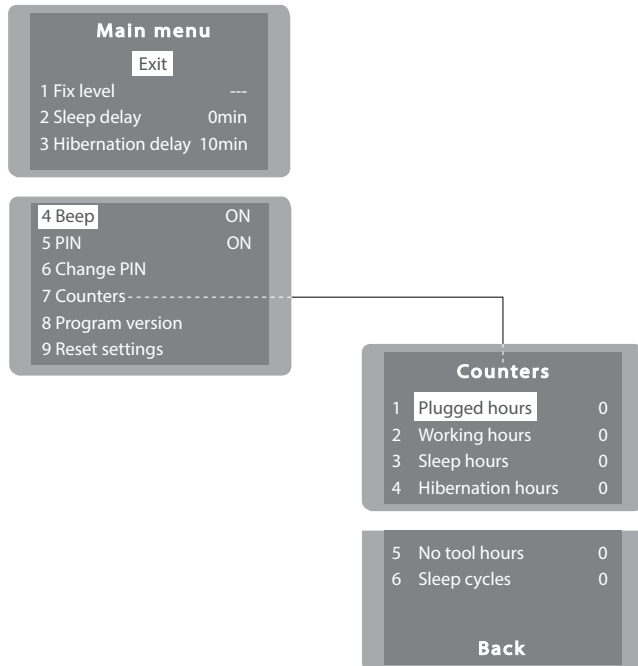 Main menu
Exit
1 Fix level ---
2 Sleep delay 0min
3 Hibernation delay 10min
4 Beep ON
5 PIN ON
6 Change PIN
7 Counters
8 Program version
9 Reset settings
Counters
1 Plugged hours 0
2 Working hours 0
3 Sleep hours 0
4 Hibernation hours 0
5 No tool hours 0
6 Sleep cycles 0
Back